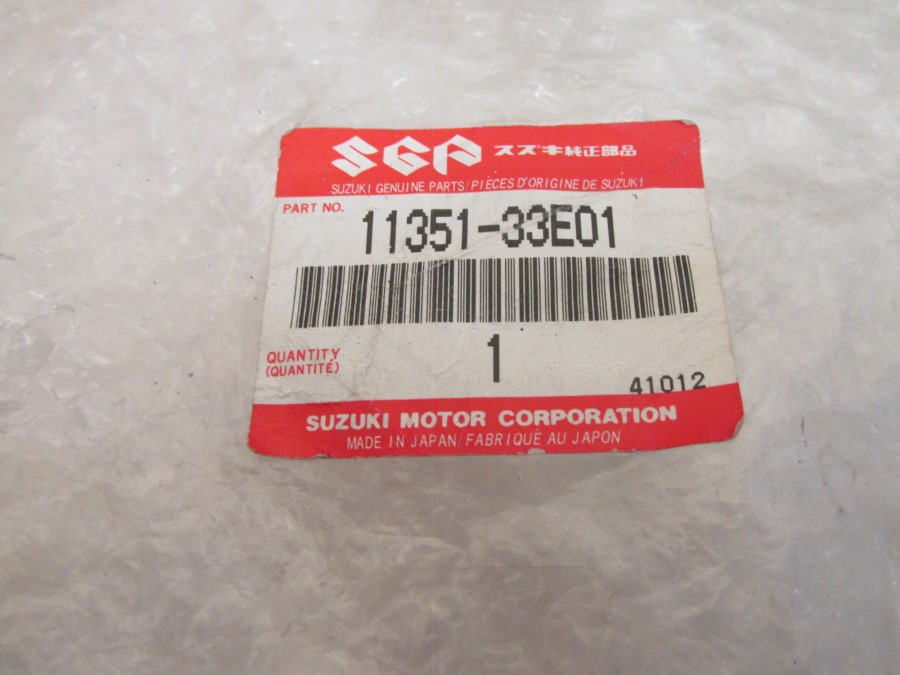 SGP スズキ純正部品
SUZUKI GENUINE PARTS/PIÈCES D'ORIGINE DE SUZUKI
PART NO. 11351-33E01
QUANTITY 1
(QUANTITÉ)
41012
SUZUKI MOTOR CORPORATION
MADE IN JAPAN/FABRIQUÉ AU JAPON